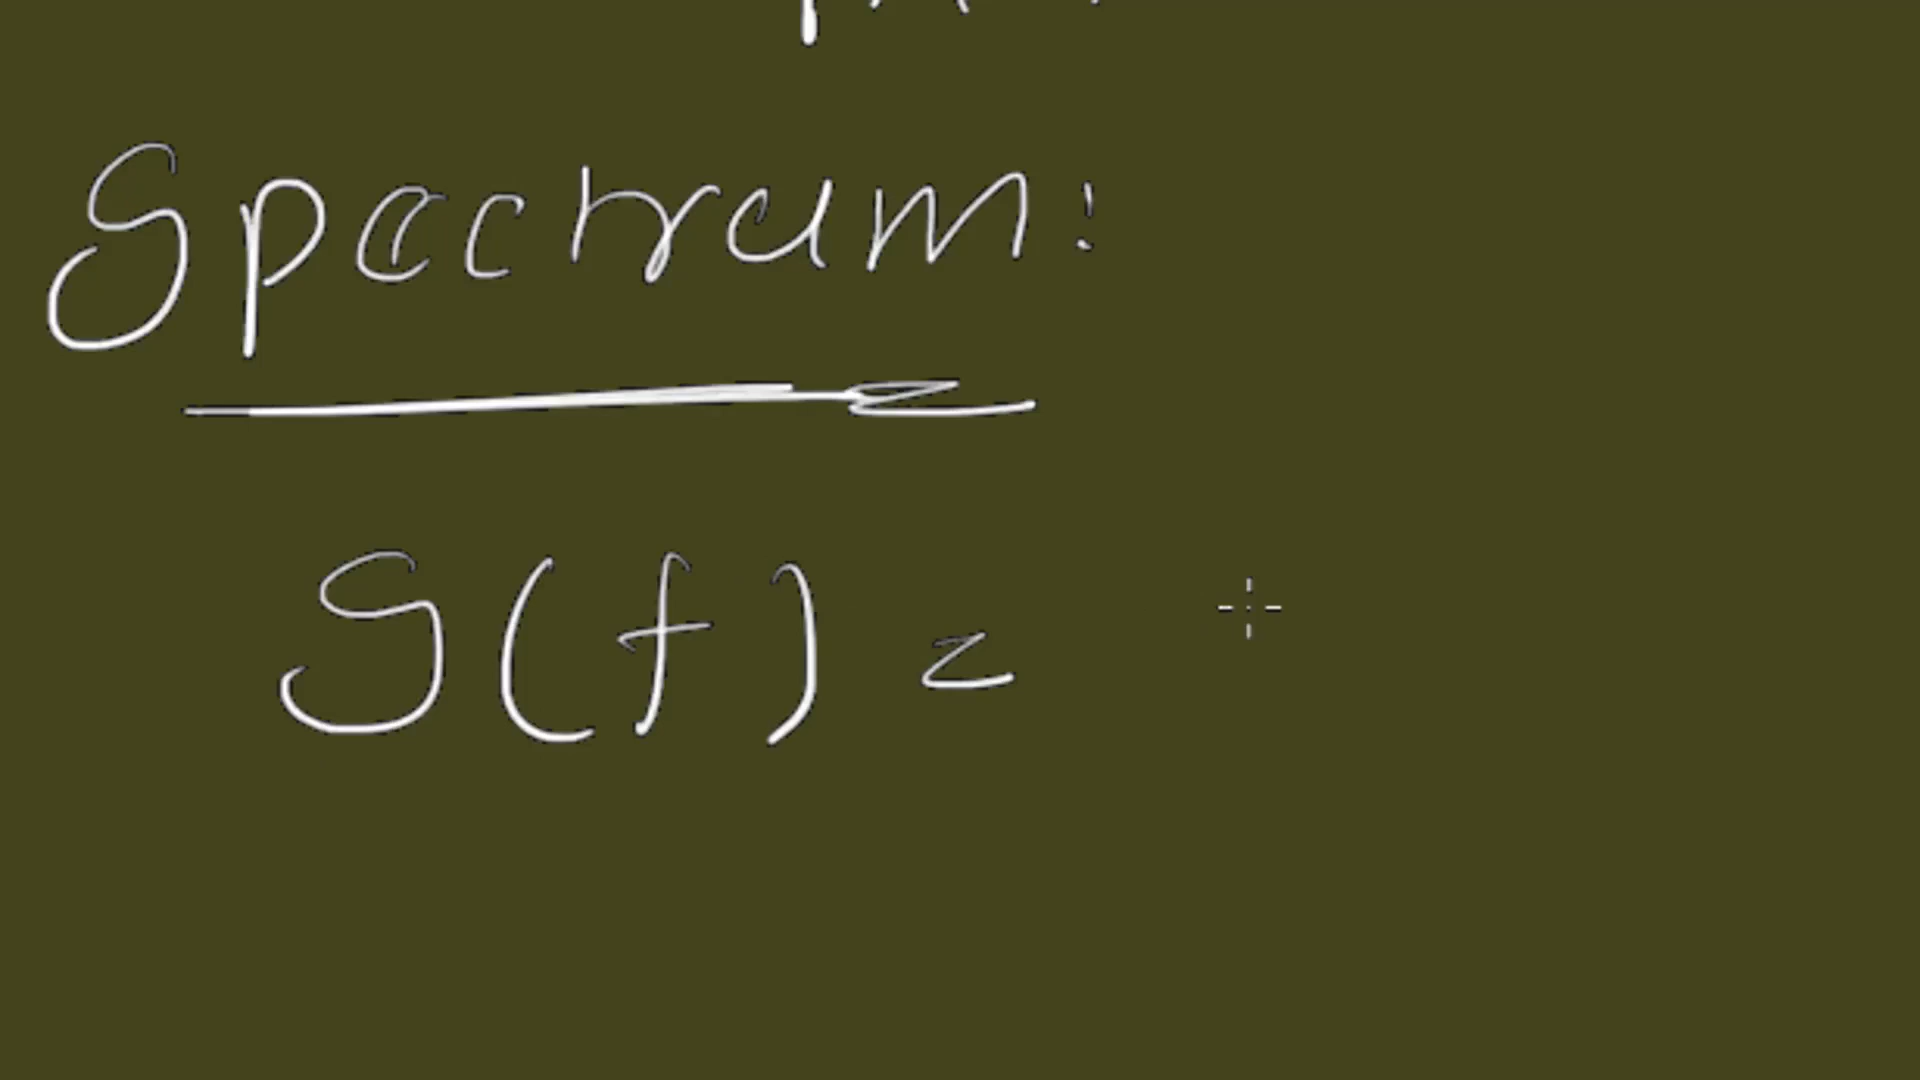 Spectrum:
S(f) =